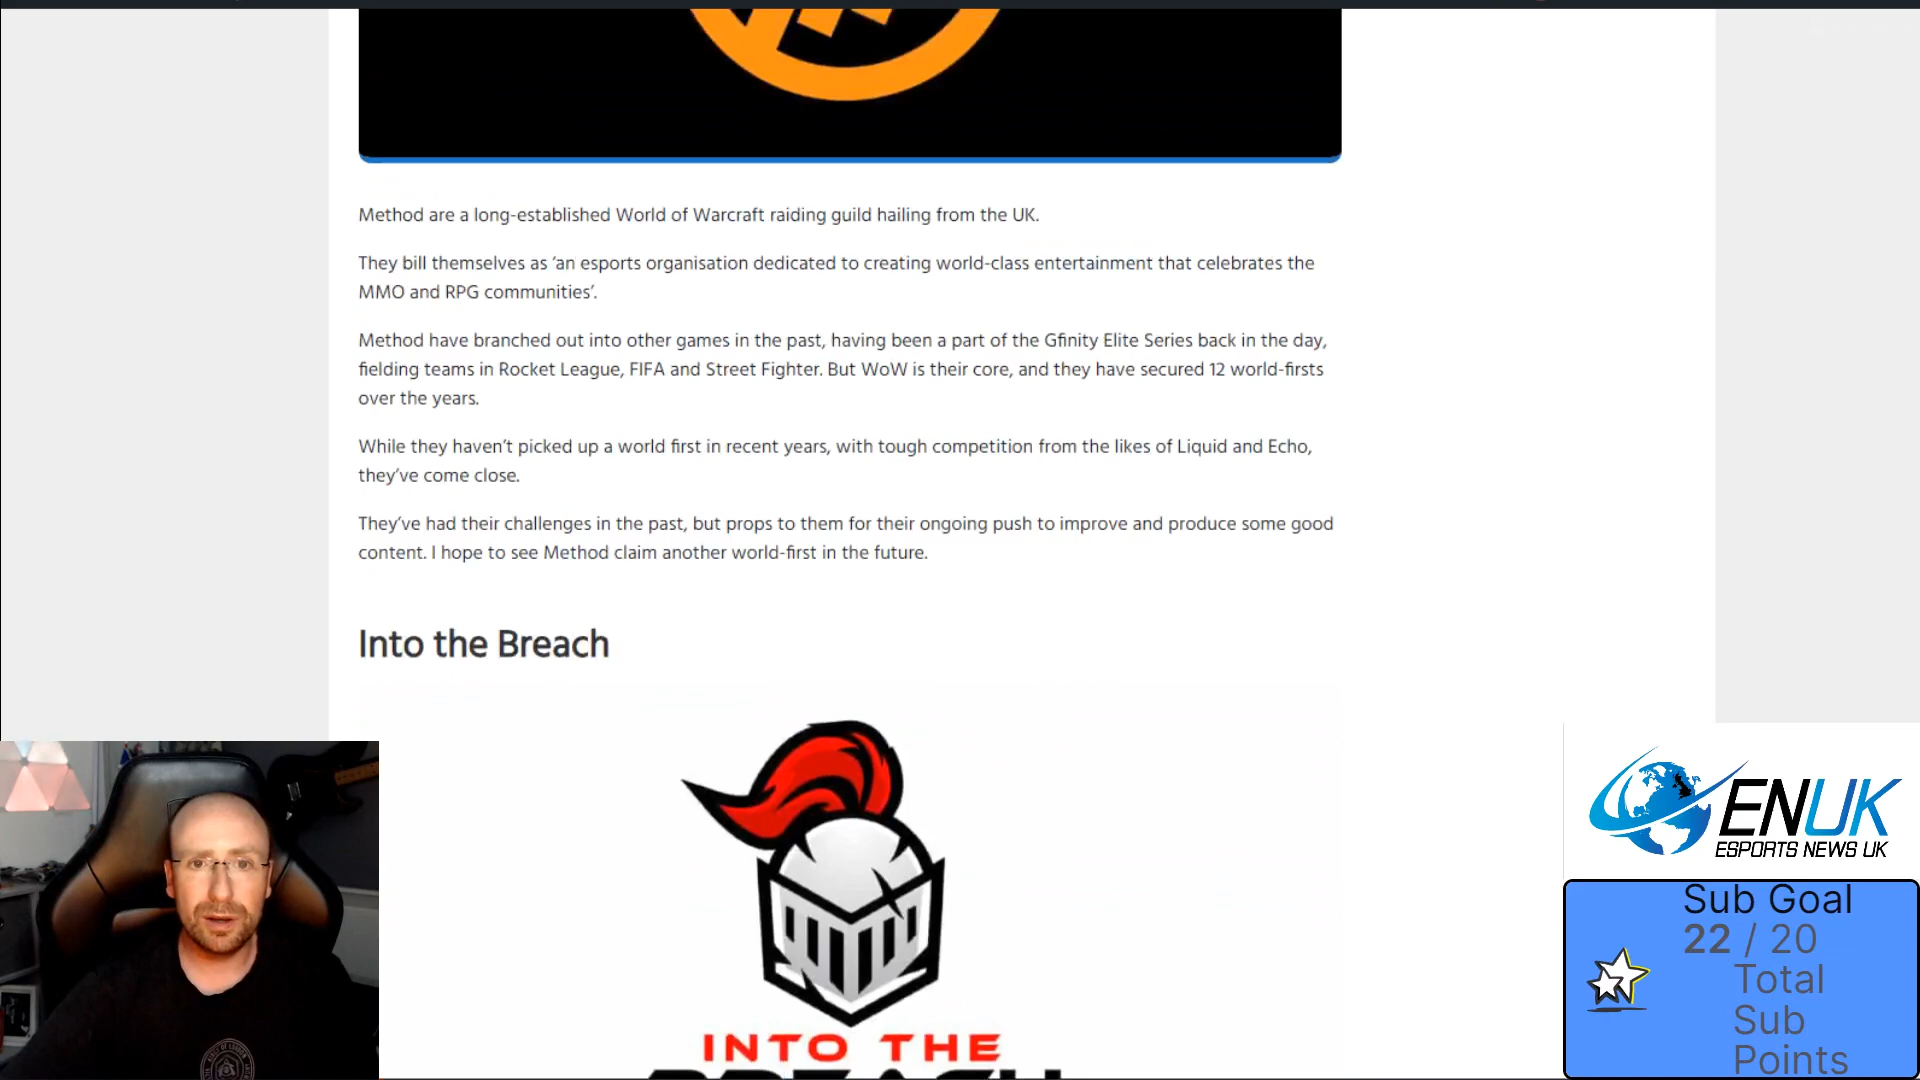 Method are a long-established World of Warcraft raiding guild hailing from the UK.
They bill themselves as ‘an esports organisation dedicated to creating world-class entertainment that celebrates the
MMO and RPG communities’.
Method have branched out into other games in the past, having been a part of the Gfinity Elite Series back in the day,
fielding teams in Rocket League, FIFA and Street Fighter. But WoW is their core, and they have secured 12 world-firsts
over the years.
While they haven’t picked up a world first in recent years, with tough competition from the likes of Liquid and Echo,
they’ve come close.
They’ve had their challenges in the past, but props to them for their ongoing push to improve and produce some good
content. I hope to see Method claim another world-first in the future.
Into the Breach
INTO THE
BREACH
ENUK
ESPORTS NEWS UK
Sub Goal
22 / 20
Total
Sub
Points